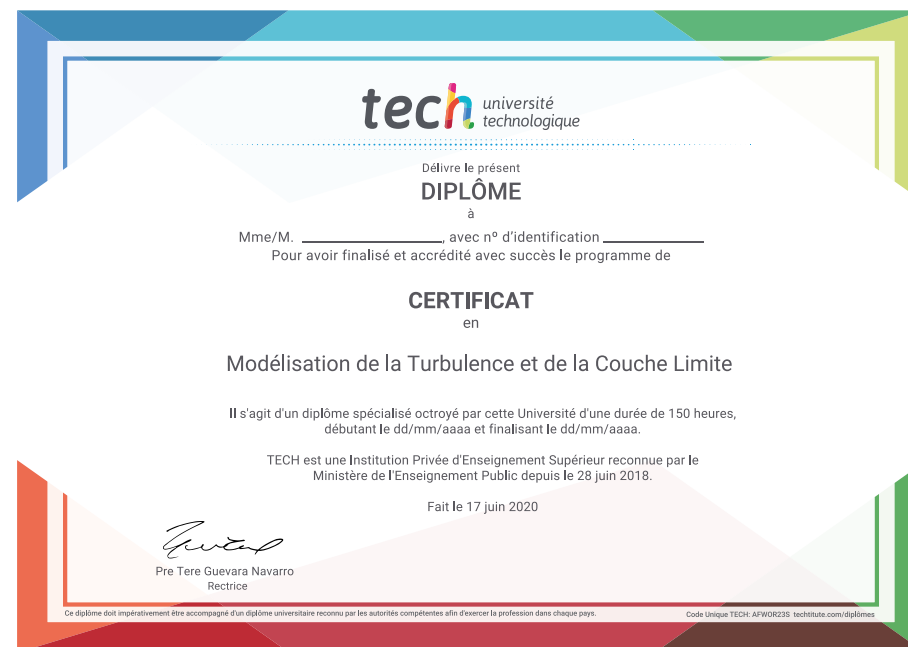 tech université
technologique
Délivre le présent
DIPLÔME
à
Mme/M. ____________________, avec nº d'identification ______________
Pour avoir finalisé et accrédité avec succès le programme de
CERTIFICAT
en
Modélisation de la Turbulence et de la Couche Limite
Il s'agit d'un diplôme spécialisé octroyé par cette Université d'une durée de 150 heures,
débutant le dd/mm/aaaa et finalisant le dd/mm/aaaa.
TECH est une Institution Privée d'Enseignement Supérieur reconnue par le
Ministère de l'Enseignement Public depuis le 28 juin 2018.
Fait le 17 juin 2020
Pre Tere Guevara Navarro
Rectrice
Ce diplôme doit impérativement être accompagné d'un diplôme universitaire reconnu par les autorités compétentes afin d'exercer la profession dans chaque pays.
Code Unique TECH: AFWOR23S techtitute.com/diplômes